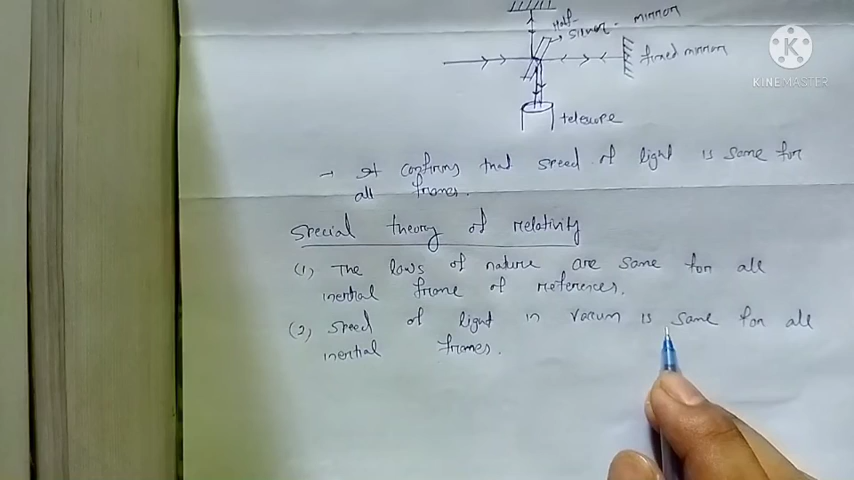 Half-
silver - mirror
fixed mirror
K
KINEMASTER
telescope
→ It confirms that speed of light is same for
all frames.
Special theory of relativity
(1) The laws of nature are same for all
inertial frame of references.
(2) Speed of light in vacum is same for all
inertial frames.